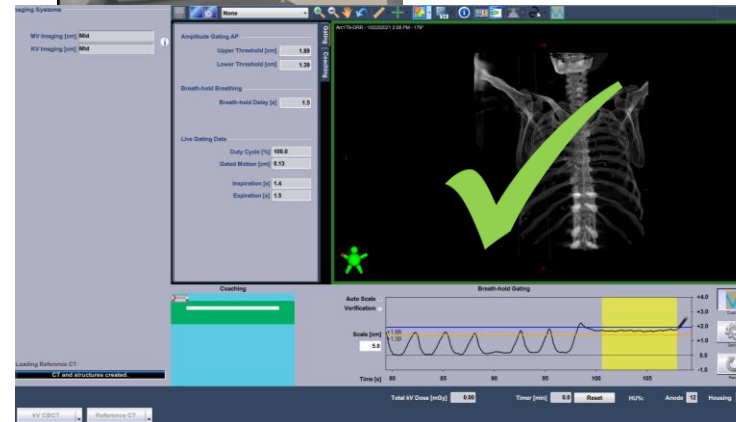 Imaging Systems
MV Imaging [cm] Mid
KV Imaging [cm] Mid
None
Amplitude Gating AP
Upper Threshold [cm] 1.89
Lower Threshold [cm] 1.39
Breath-hold Breathing
Breath-hold Delay [s] 1.5
Live Gating Data
Duty Cycle [%] 100.0
Gated Motion [cm] 0.13
Inspiration [s] 1.4
Expiration [s] 1.5
Gating
Coaching
Coaching
Breath-hold Gating
Auto Scale
Verification
Scale [cm]
5.0
1.89
1.39
+4.0
+3.0
+2.0
+1.0
0.0
-1.0
Time [s] 80 85 90 95 100 105
Loading Reference CT:
CT and structures created.
Total kV Dose [mGy] 0.00 Timer [min] 0.0 Reset HU%: Anode 12 Housing
kV CBCT Reference CT